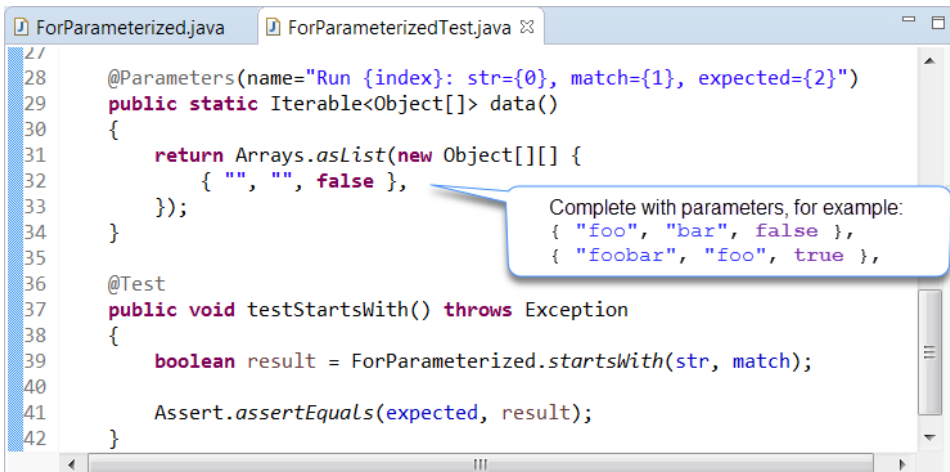 ForParameterized.java
ForParameterizedTest.java
27
28 @Parameters(name="Run {index}: str={0}, match={1}, expected={2}")
29 public static Iterable<Object[]> data()
30 {
31 return Arrays.asList(new Object[][] {
32 { "", "", false },
33 });
34 }
35
36 @Test
37 public void testStartsWith() throws Exception
38 {
39 boolean result = ForParameterized.startsWith(str, match);
40
41 Assert.assertEquals(expected, result);
42 }
Complete with parameters, for example:
{ "foo", "bar", false },
{ "foobar", "foo", true },